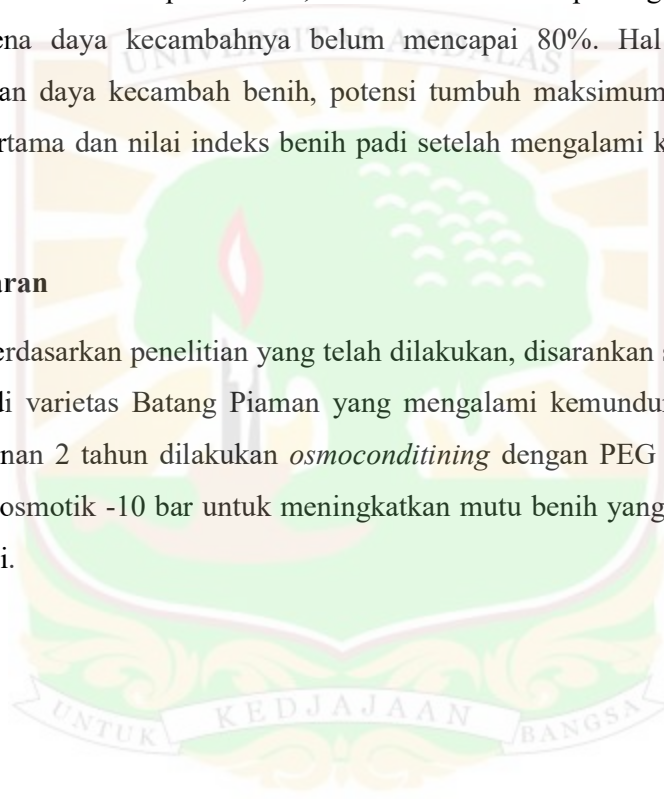 ena daya kecambahnya belum mencapai 80%. Hal
UNIVERSITAS ANDALAS
an daya kecambah benih, potensi tumbuh maksimum
rtama dan nilai indeks benih padi setelah mengalami k
aran
erdasarkan penelitian yang telah dilakukan, disarankan s
di varietas Batang Piaman yang mengalami kemundu
nan 2 tahun dilakukan osmoconditining dengan PEG
osmotik -10 bar untuk meningkatkan mutu benih yang
i.
UNTUK KEDJAJAAN BANGSA